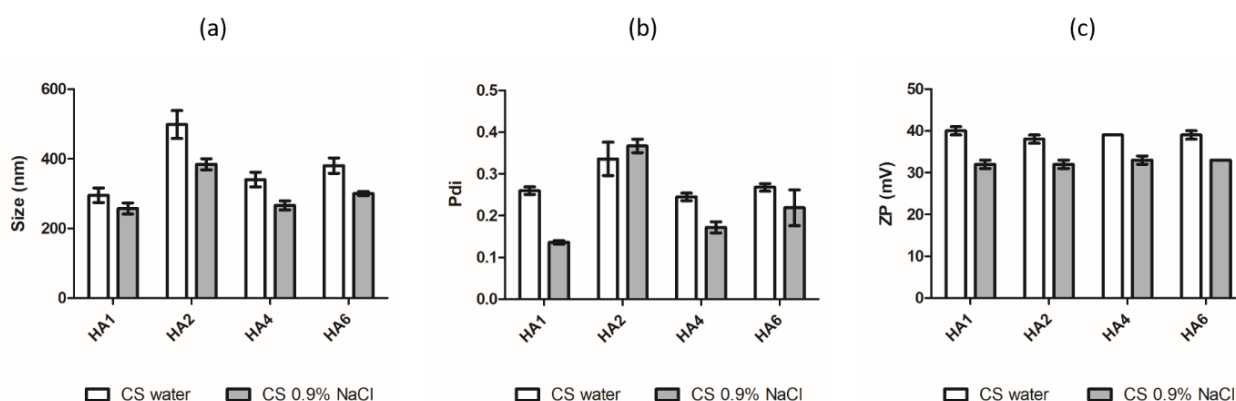 (a)
(b)
(c)
Size (nm)
600
400
200
0
HA1
HA2
HA4
HA6
CS water
CS 0.9% NaCl
Pdi
0.5
0.4
0.3
0.2
0.1
0.0
HA1
HA2
HA4
HA6
CS water
CS 0.9% NaCl
ZP (mV)
50
40
30
20
10
0
HA1
HA2
HA4
HA6
CS water
CS 0.9% NaCl